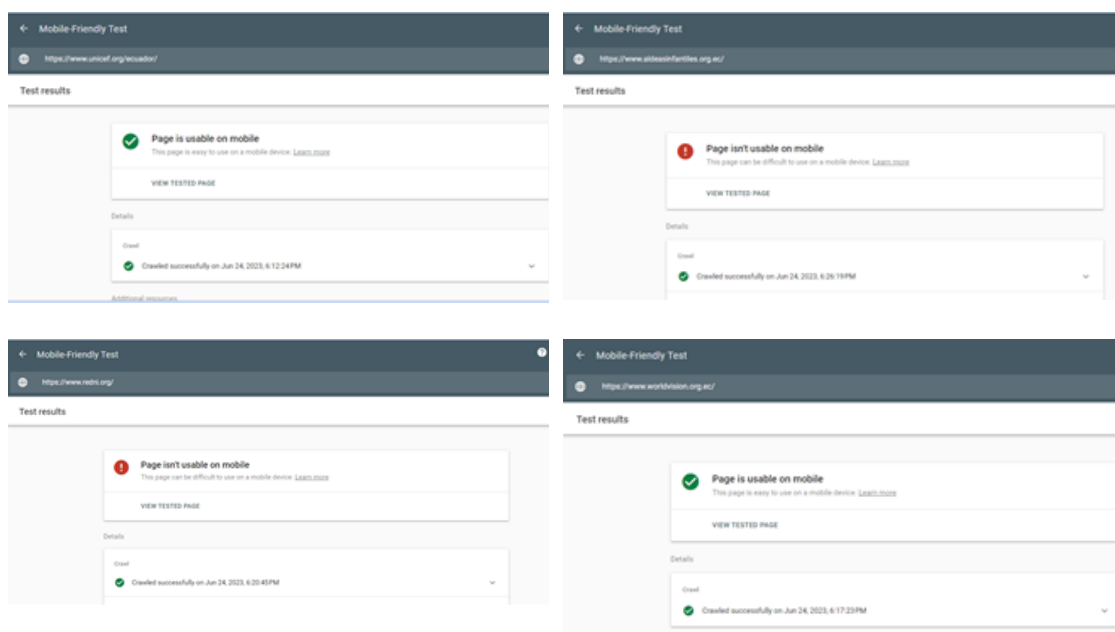 Mobile-Friendly Test
https://www.unicef.org/ecuador/
Test results
Page is usable on mobile
This page is easy to use on a mobile device. Learn more
VIEW TESTED PAGE
Details
Crawl
Crawled successfully on Jun 24, 2023, 6:12:24 PM
Additional resources
Mobile-Friendly Test
https://www.aldeasinfantiles.org.ec/
Test results
Page isn't usable on mobile
This page can be difficult to use on a mobile device. Learn more
VIEW TESTED PAGE
Details
Crawl
Crawled successfully on Jun 24, 2023, 6:26:19 PM
Mobile-Friendly Test
https://www.redni.org/
Test results
Page isn't usable on mobile
This page can be difficult to use on a mobile device. Learn more
VIEW TESTED PAGE
Details
Crawl
Crawled successfully on Jun 24, 2023, 6:20:45 PM
Mobile-Friendly Test
https://www.worldvision.org.ec/
Test results
Page is usable on mobile
This page is easy to use on a mobile device. Learn more
VIEW TESTED PAGE
Details
Crawl
Crawled successfully on Jun 24, 2023, 6:17:23 PM